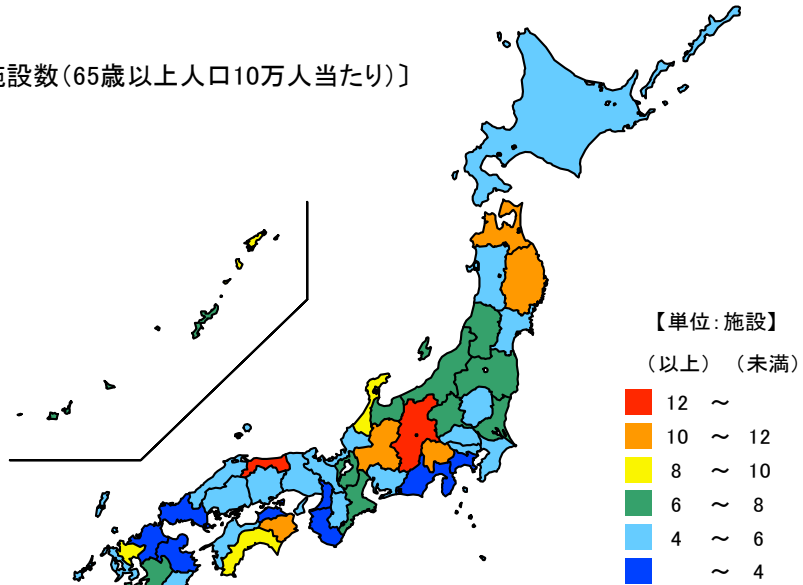 設数(65歳以上人口10万人当たり)〕
【単位:施設】
(以上) (未満)
12 ~
10 ~ 12
8 ~ 10
6 ~ 8
4 ~ 6
~ 4